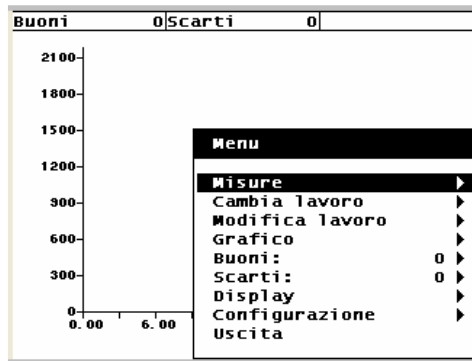 Buoni 0 Scarti 0
2100
1800
1500
Menu
1200
Misure
900
Cambia lavoro
Modifica lavoro
600
Grafico
Buoni: 0
300
Scarti: 0
Display
0
Configurazione
0.00 6.00
Uscita